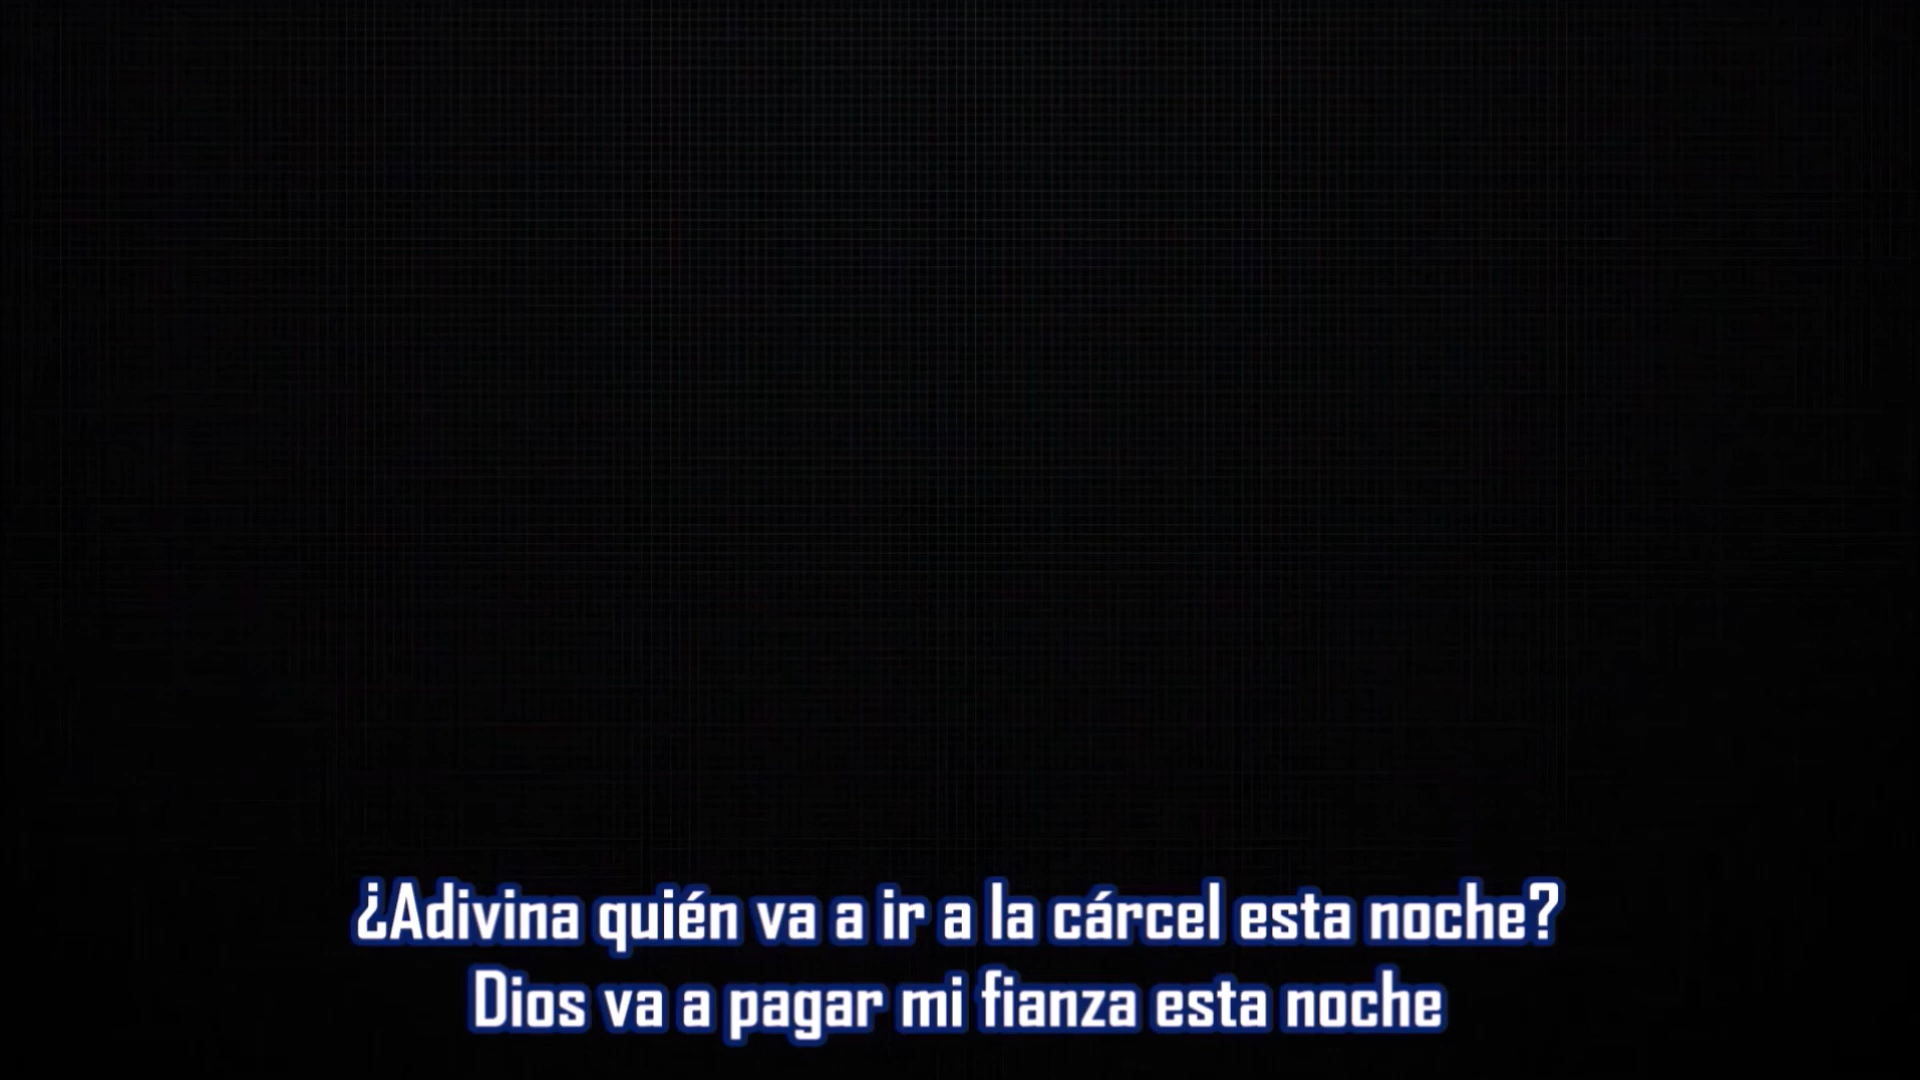 ¿Adivina quién va a ir a la cárcel esta noche?
Dios va a pagar mi fianza esta noche